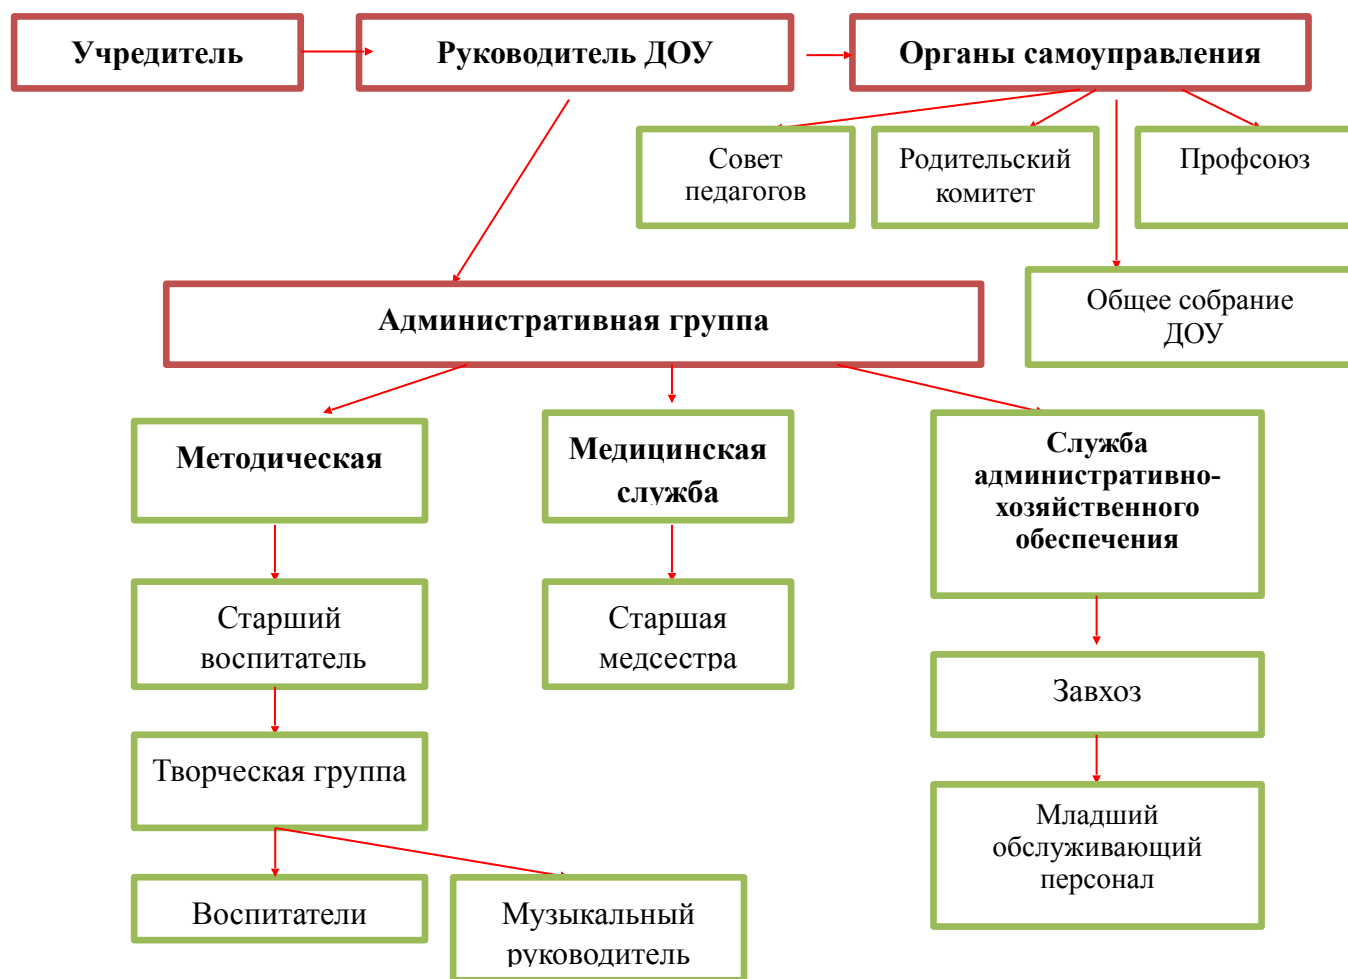 Учредитель
Руководитель ДОУ
Органы самоуправления
Совет
педагогов
Родительский
комитет
Профсоюз
Общее собрание
ДОУ
Административная группа
Методическая
Медицинская
служба
Служба
административно-
хозяйственного
обеспечения
Старший
воспитатель
Старшая
медсестра
Завхоз
Творческая группа
Младший
обслуживающий
персонал
Воспитатели
Музыкальный
руководитель